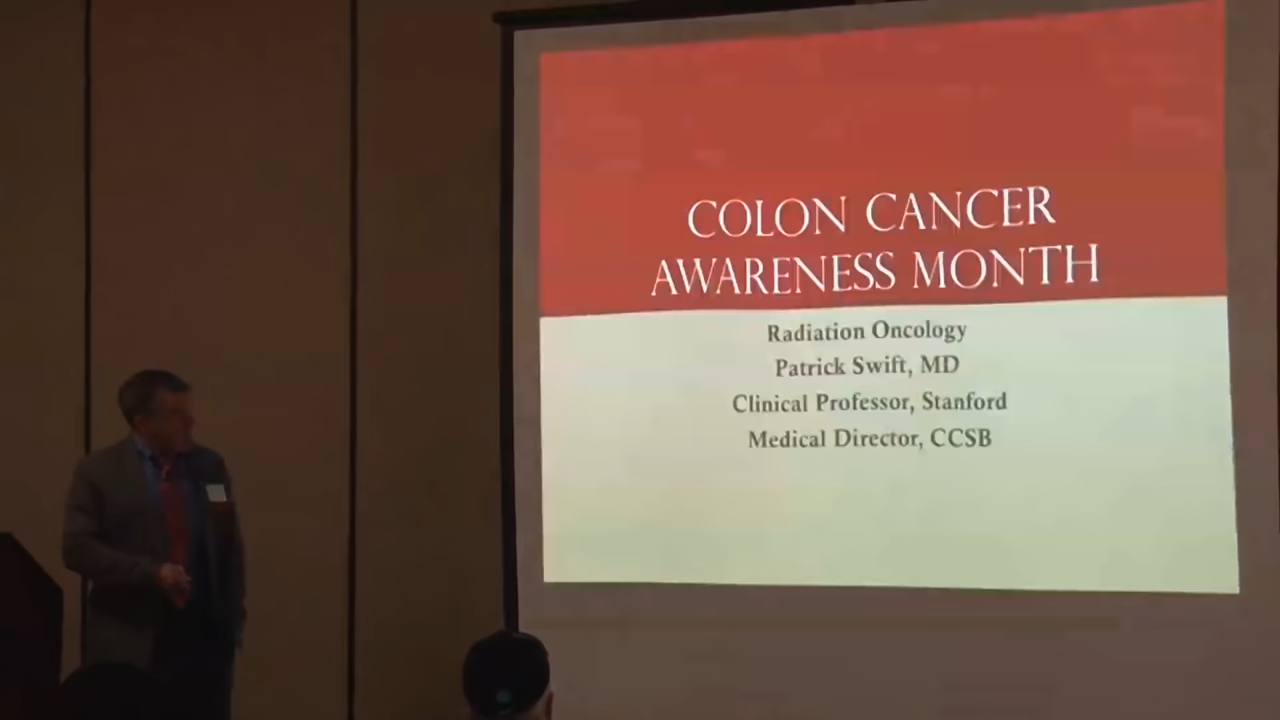 COLON CANCER
AWARENESS MONTH
Radiation Oncology
Patrick Swift, MD
Clinical Professor, Stanford
Medical Director, CCSB